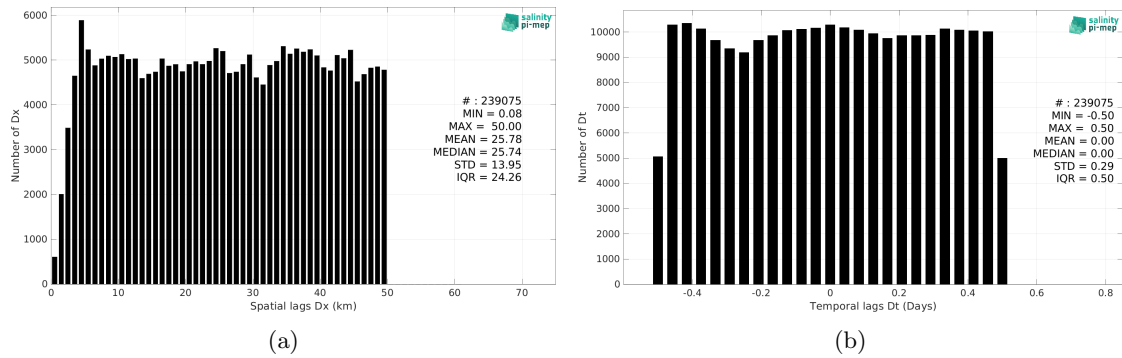 6000
5000
4000
3000
2000
1000
0
Number of Dx
salinity
pi-mep
# : 239075
MIN = 0.08
MAX = 50.00
MEAN = 25.78
MEDIAN = 25.74
STD = 13.95
IQR = 24.26
0 10 20 30 40 50 60 70
Spatial lags Dx (km)
(a)
10000
9000
8000
7000
6000
5000
4000
3000
2000
1000
0
Number of Dt
salinity
pi-mep
# : 239075
MIN = -0.50
MAX = 0.50
MEAN = 0.00
MEDIAN = 0.00
STD = 0.29
IQR = 0.50
-0.4 -0.2 0 0.2 0.4 0.6 0.8
Temporal lags Dt (Days)
(b)